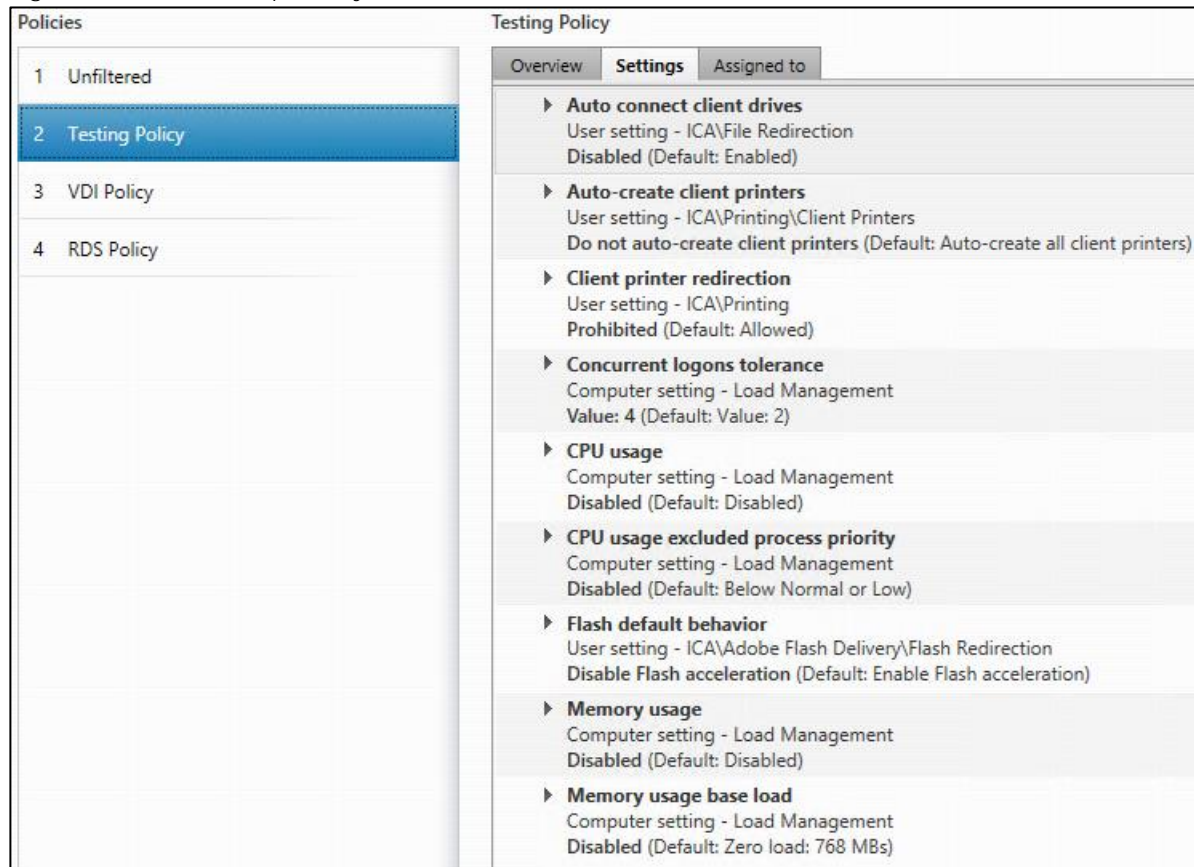 Policies
1 Unfiltered
2 Testing Policy
3 VDI Policy
4 RDS Policy
Testing Policy
Overview Settings Assigned to
Auto connect client drives
User setting - ICA\File Redirection
Disabled (Default: Enabled)
Auto-create client printers
User setting - ICA\Printing\Client Printers
Do not auto-create client printers (Default: Auto-create all client printers)
Client printer redirection
User setting - ICA\Printing
Prohibited (Default: Allowed)
Concurrent logons tolerance
Computer setting - Load Management
Value: 4 (Default: Value: 2)
CPU usage
Computer setting - Load Management
Disabled (Default: Disabled)
CPU usage excluded process priority
Computer setting - Load Management
Disabled (Default: Below Normal or Low)
Flash default behavior
User setting - ICA\Adobe Flash Delivery\Flash Redirection
Disable Flash acceleration (Default: Enable Flash acceleration)
Memory usage
Computer setting - Load Management
Disabled (Default: Disabled)
Memory usage base load
Computer setting - Load Management
Disabled (Default: Zero load: 768 MBs)